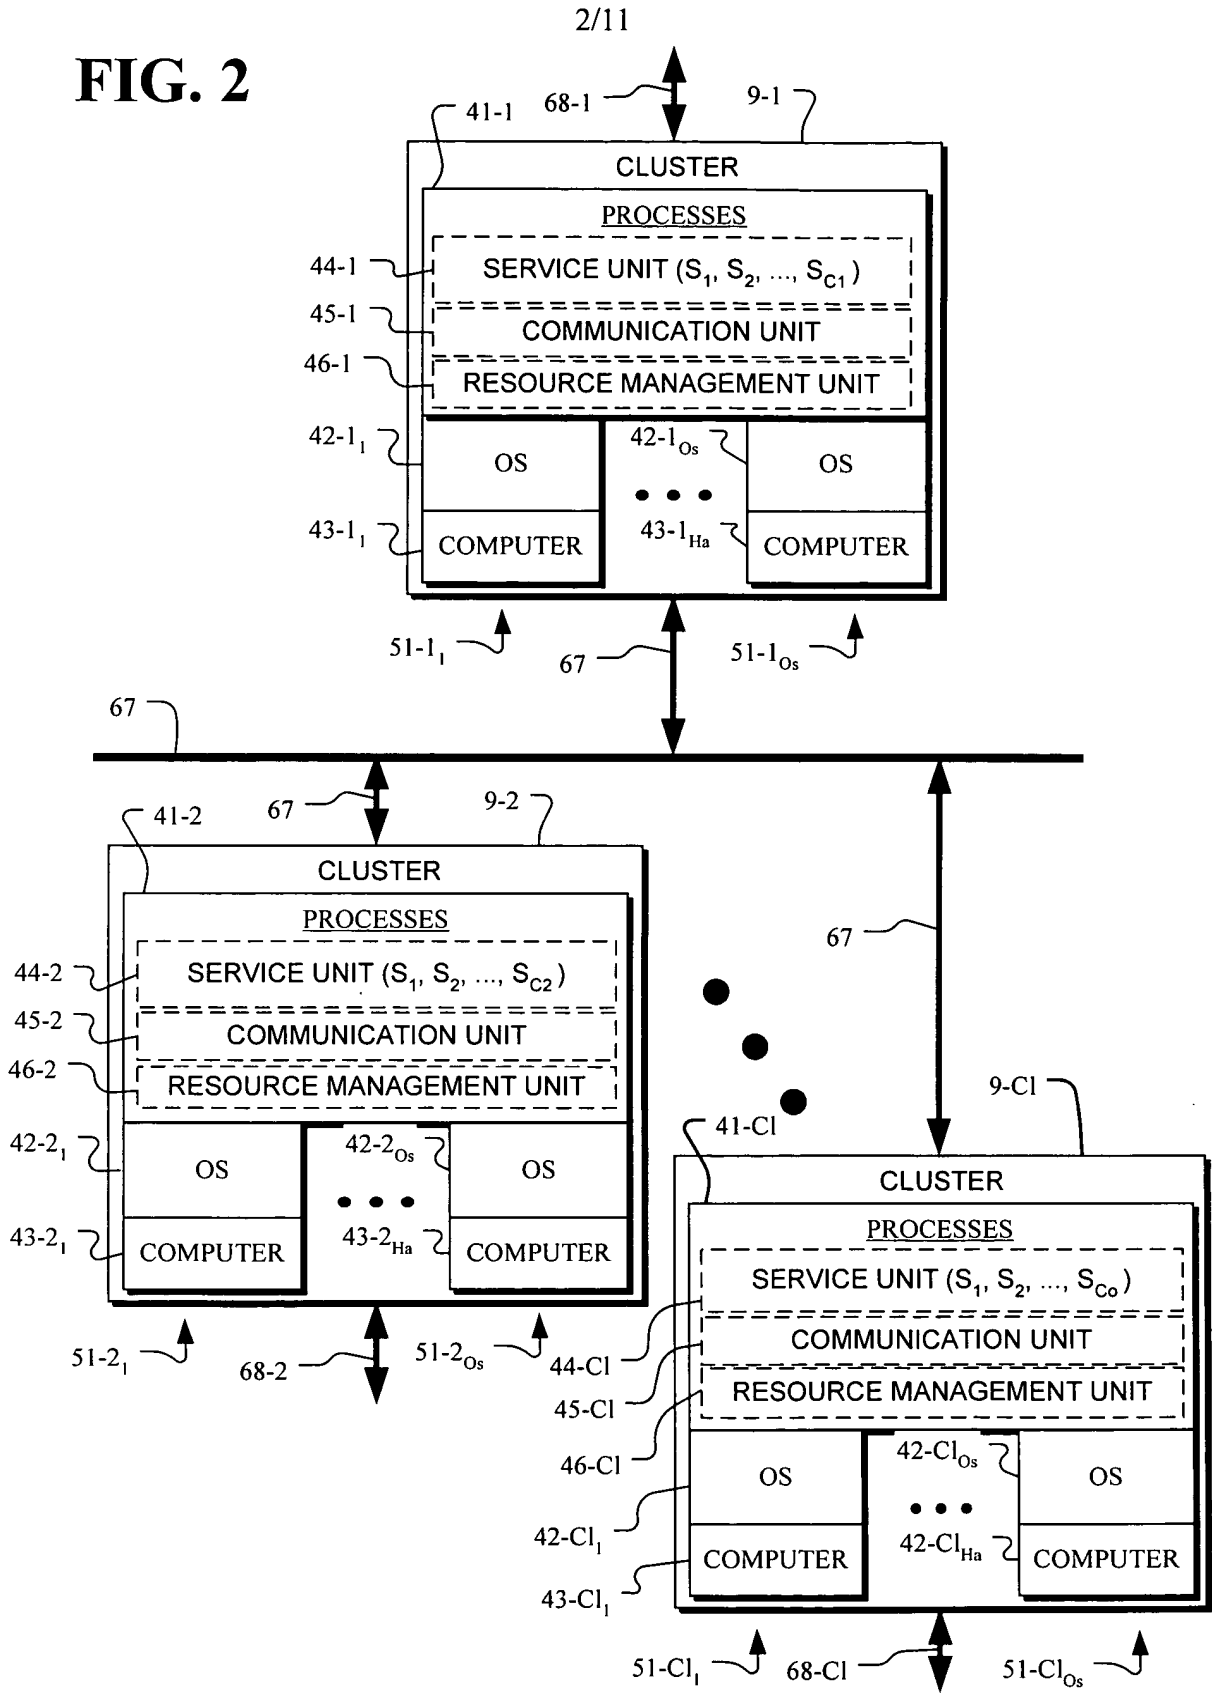 2/11
FIG. 2
68-1
9-1
41-1
CLUSTER
PROCESSES
44-1
SERVICE UNIT (S1, S2, ..., SC1)
45-1
COMMUNICATION UNIT
46-1
RESOURCE MANAGEMENT UNIT
42-11
OS
42-1Os
OS
43-11
COMPUTER
43-1Ha
COMPUTER
51-11
67
51-1Os
67
67
9-2
41-2
CLUSTER
PROCESSES
67
44-2
SERVICE UNIT (S1, S2, ..., SC2)
45-2
COMMUNICATION UNIT
46-2
RESOURCE MANAGEMENT UNIT
42-21
OS
42-2Os
OS
43-21
COMPUTER
43-2Ha
COMPUTER
51-21
68-2
51-2Os
9-Cl
41-Cl
CLUSTER
PROCESSES
SERVICE UNIT (S1, S2, ..., SCo)
COMMUNICATION UNIT
44-Cl
RESOURCE MANAGEMENT UNIT
45-Cl
46-Cl
OS
42-ClOs
OS
42-Cl1
COMPUTER
42-ClHa
COMPUTER
43-Cl1
51-Cl1
68-Cl
51-ClOs